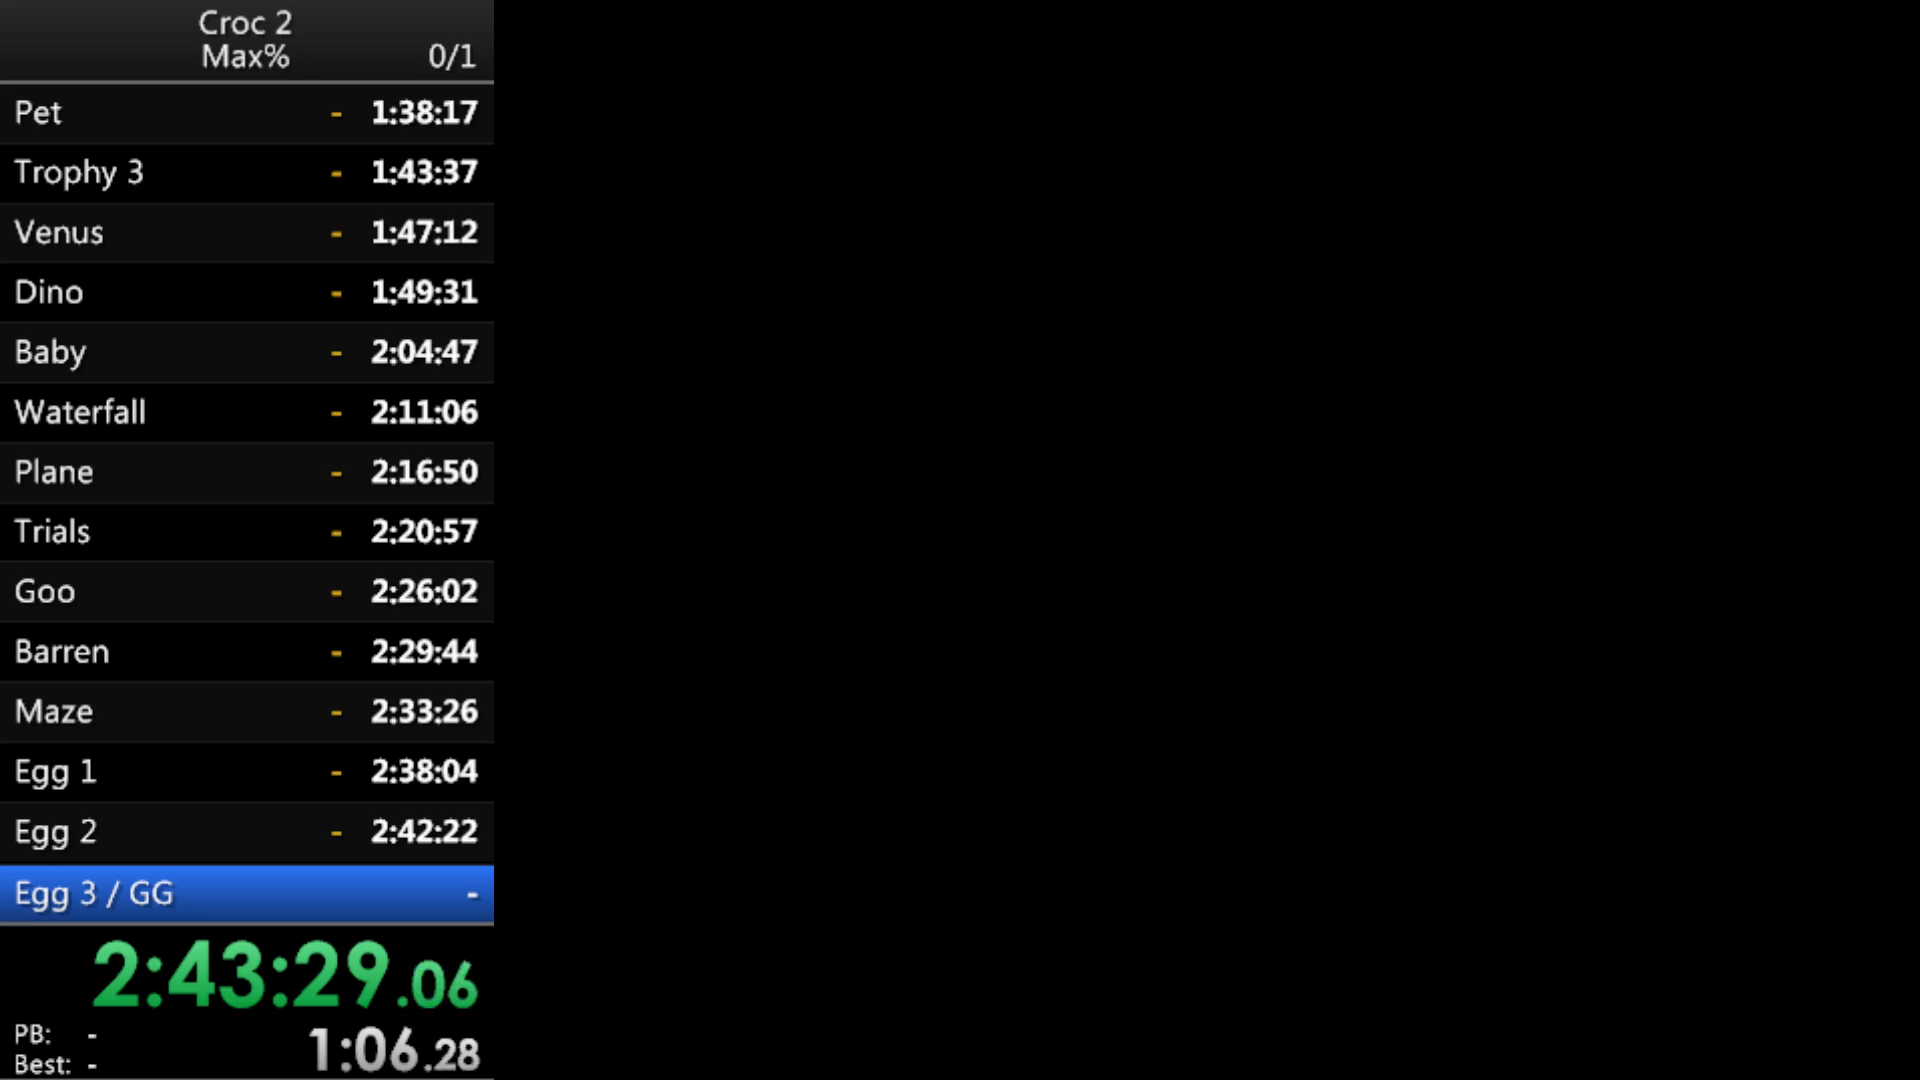 Croc 2
Max% 0/1
Pet - 1:38:17
Trophy 3 - 1:43:37
Venus - 1:47:12
Dino - 1:49:31
Baby - 2:04:47
Waterfall - 2:11:06
Plane - 2:16:50
Trials - 2:20:57
Goo - 2:26:02
Barren - 2:29:44
Maze - 2:33:26
Egg 1 - 2:38:04
Egg 2 - 2:42:22
Egg 3 / GG -
2:43:29.06
PB: -
Best: -
1:06.28